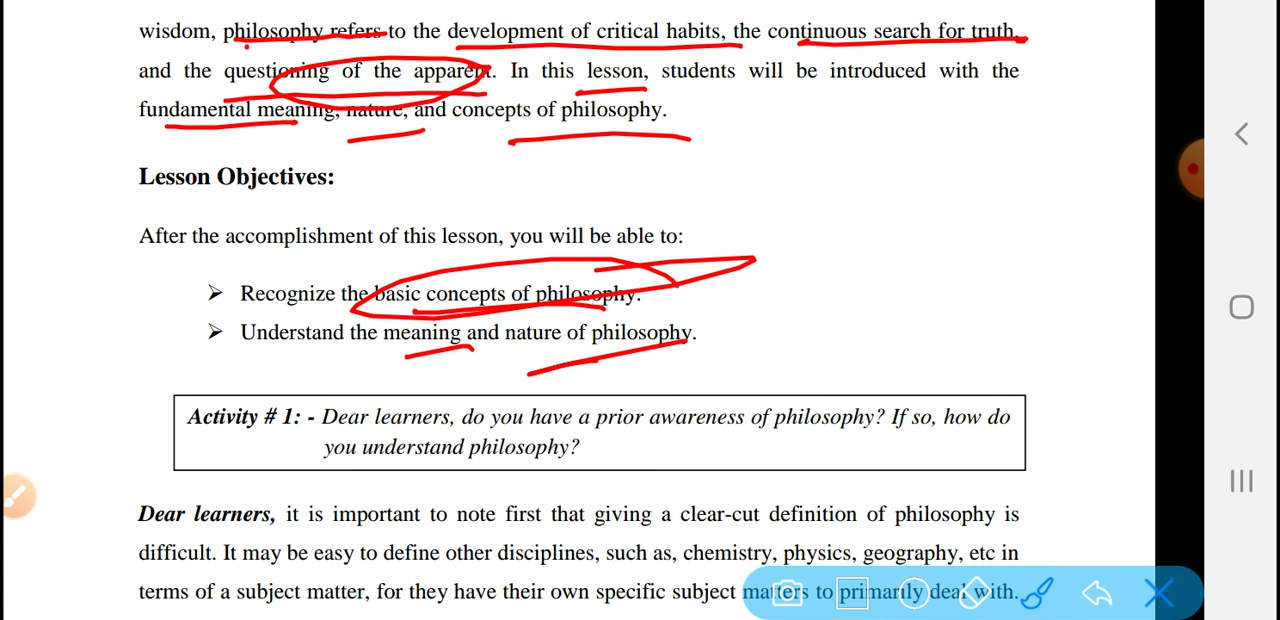 wisdom, philosophy refers to the development of critical habits, the continuous search for truth,
and the questioning of the apparent. In this lesson, students will be introduced with the
fundamental meaning, nature, and concepts of philosophy.
Lesson Objectives:
After the accomplishment of this lesson, you will be able to:
➤ Recognize the basic concepts of philosophy.
➤ Understand the meaning and nature of philosophy.
Activity # 1: - Dear learners, do you have a prior awareness of philosophy? If so, how do
you understand philosophy?
Dear learners, it is important to note first that giving a clear-cut definition of philosophy is
difficult. It may be easy to define other disciplines, such as, chemistry, physics, geography, etc in
terms of a subject matter, for they have their own specific subject matters to primarily deal with.